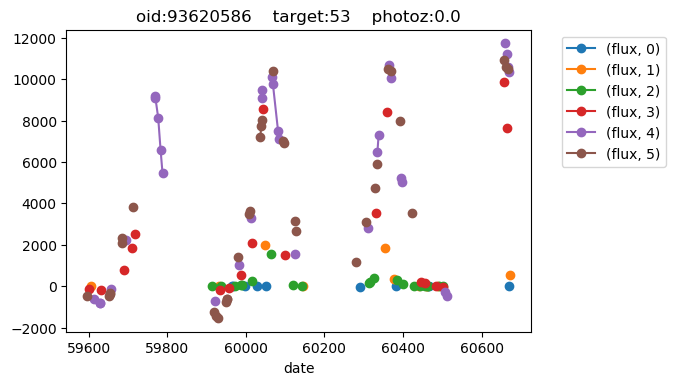 oid:93620586    target:53    photoz:0.0
12000
10000
8000
6000
4000
2000
0
−2000
59600 59800 60000 60200 60400 60600
date
(flux, 0)
(flux, 1)
(flux, 2)
(flux, 3)
(flux, 4)
(flux, 5)